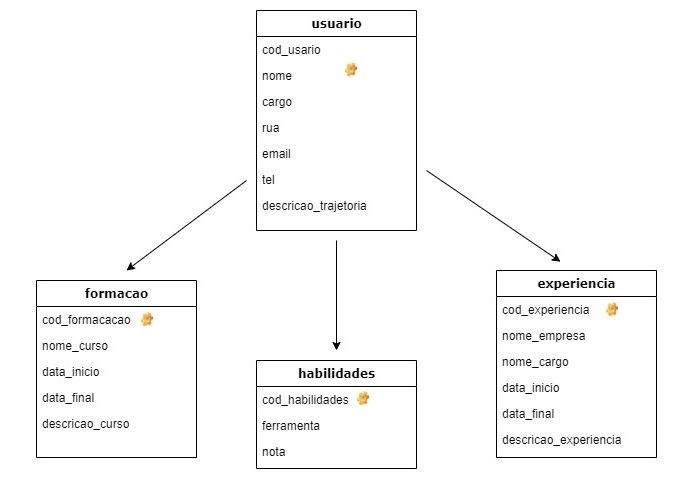 usuario
cod_usario
nome
cargo
rua
email
tel
descricao_trajetoria
formacao
cod_formacacao
nome_curso
data_inicio
data_final
descricao_curso
habilidades
cod_habilidades
ferramenta
nota
experiencia
cod_experiencia
nome_empresa
nome_cargo
data_inicio
data_final
descricao_experiencia